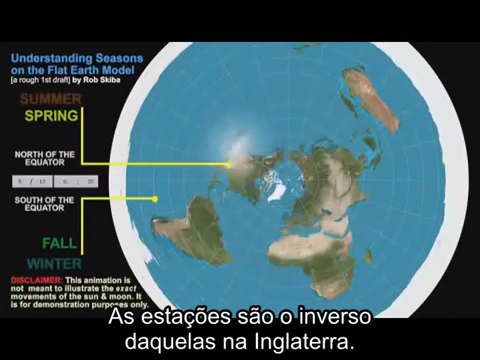 Understanding Seasons
on the Flat Earth Model
[a rough 1st draft] by Rob Skiba
SUMMER
SPRING
NORTH OF THE
EQUATOR
SOUTH OF THE
EQUATOR
FALL
WINTER
DISCLAIMER: This animation is
not meant to illustrate the exact
movements of the sun & moon. It
is for demonstration purposes only.
As estações são o inverso
daquelas na Inglaterra.